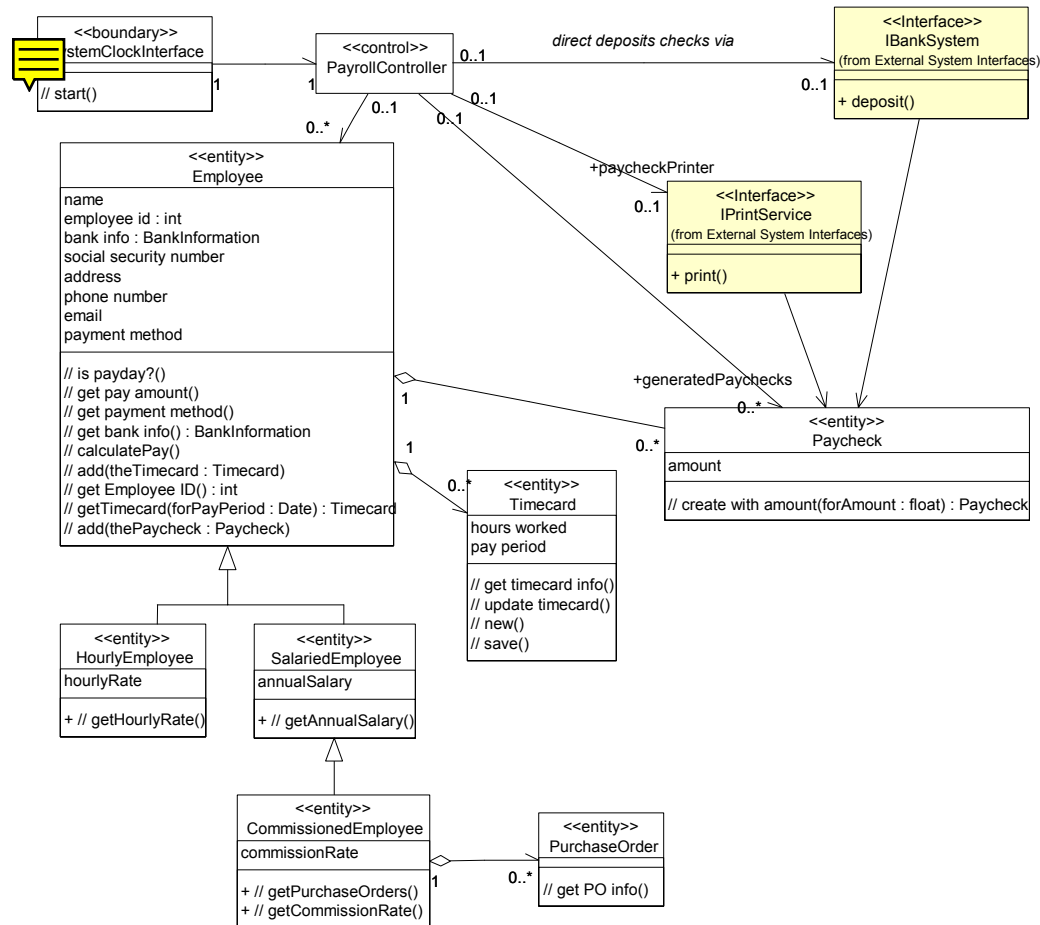 <<boundary>>
stemClockInterface
// start()
1
<<control>>
PayrollController
1
0..1
direct deposits checks via
0..1
<<Interface>>
IBankSystem
(from External System Interfaces)
+ deposit()
0..1
0..1
0..1
0..*
<<entity>>
Employee
name
employee id : int
bank info : BankInformation
social security number
address
phone number
email
payment method
// is payday?()
// get pay amount()
// get payment method()
// get bank info() : BankInformation
// calculatePay()
// add(theTimecard : Timecard)
// get Employee ID() : int
// getTimecard(forPayPeriod : Date) : Timecard
// add(thePaycheck : Paycheck)
+paycheckPrinter
0..1
<<Interface>>
IPrintService
(from External System Interfaces)
+ print()
+generatedPaychecks
0..*
1
0..*
<<entity>>
Paycheck
amount
// create with amount(forAmount : float) : Paycheck
1
0..*
<<entity>>
Timecard
hours worked
pay period
// get timecard info()
// update timecard()
// new()
// save()
<<entity>>
HourlyEmployee
hourlyRate
+ // getHourlyRate()
<<entity>>
SalariedEmployee
annualSalary
+ // getAnnualSalary()
<<entity>>
CommissionedEmployee
commissionRate
+ // getPurchaseOrders()
+ // getCommissionRate()
1
0..*
<<entity>>
PurchaseOrder
// get PO info()